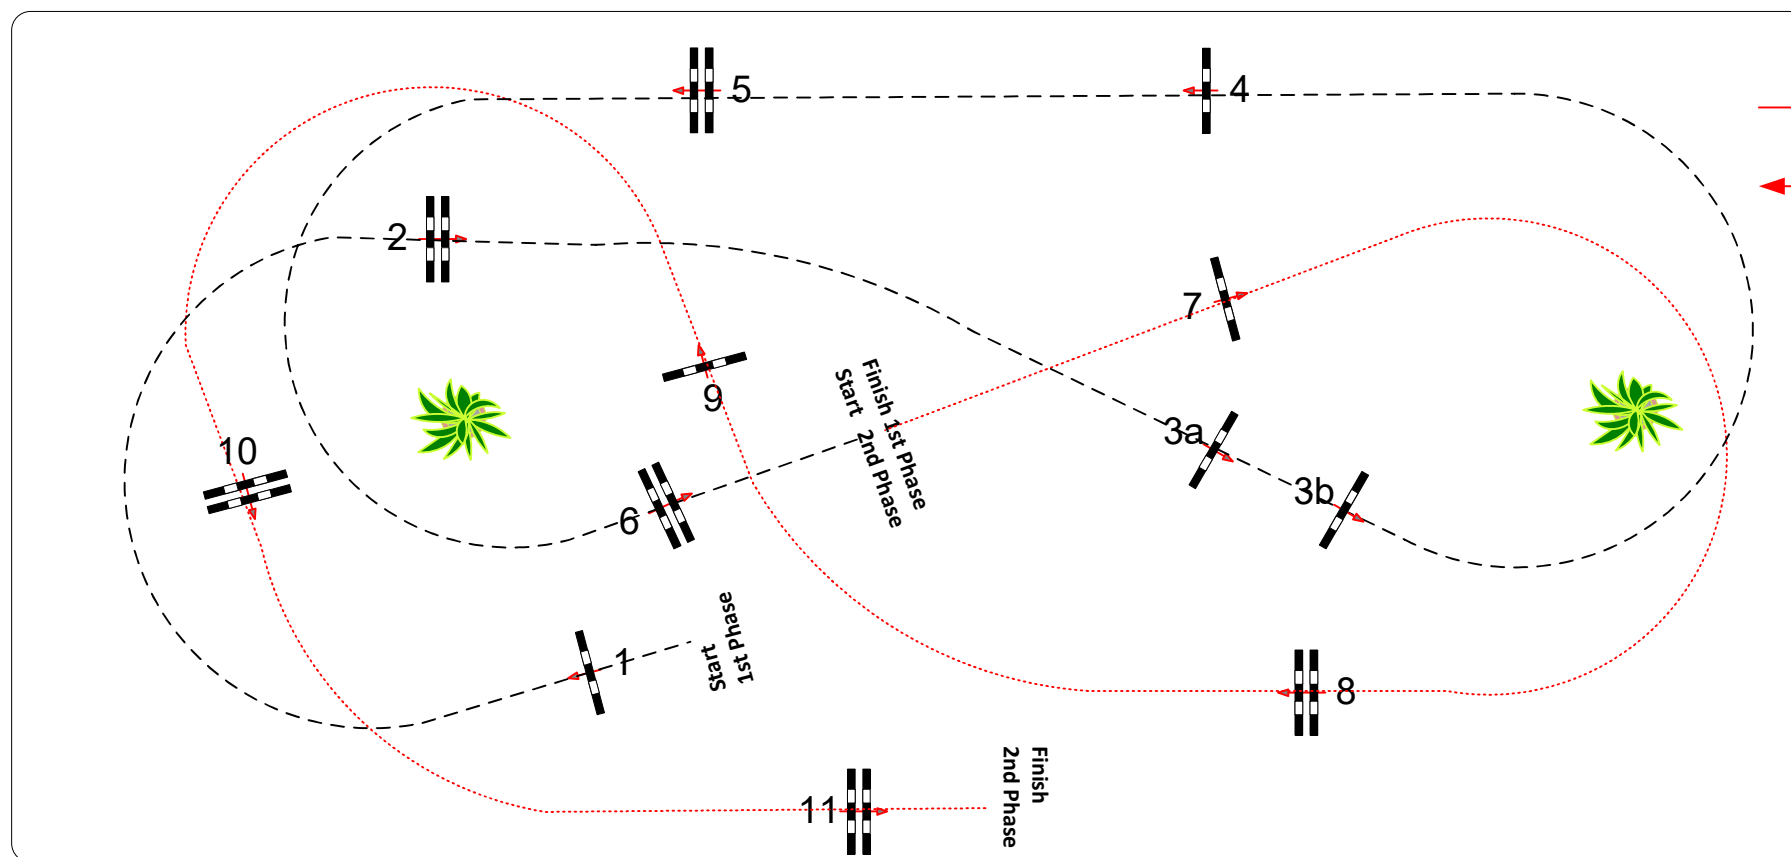 5
4
2
7
Finish 1st Phase
Start 2nd Phase
9
3a
10
3b
6
1
Start
1st Phase
8
11
Finish
2nd Phase